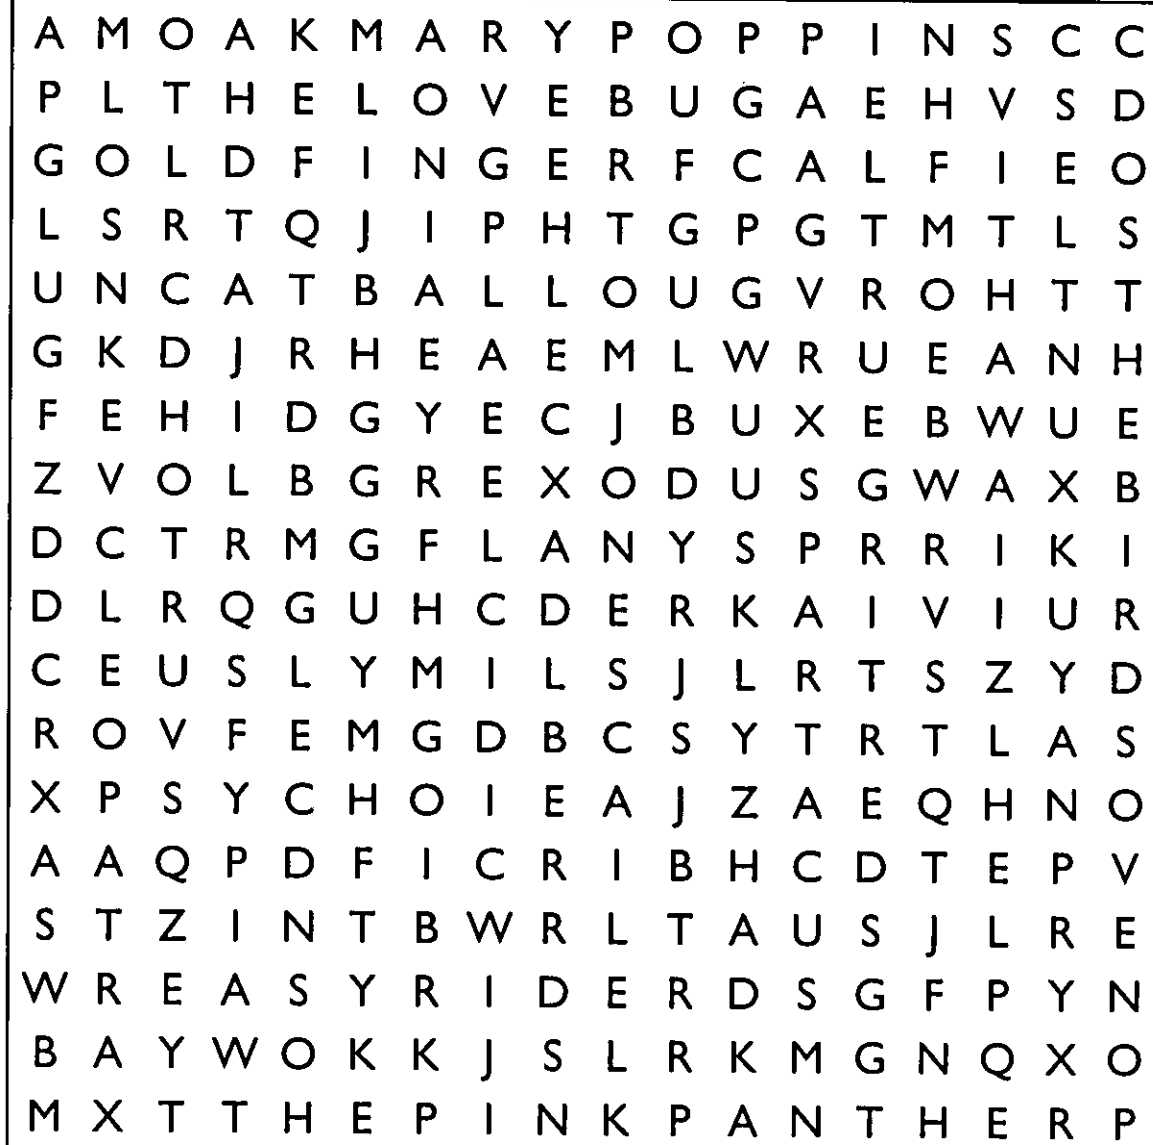 A M O A K M A R Y P O P P I N S C C
P L T H E L O V E B U G A E H V S D
G O L D F I N G E R F C A L F I E O
L S R T Q J I P H T G P G T M T L S
U N C A T B A L L O U G V R O H T T
G K D J R H E A E M L W R U E A N H
F E H I D G Y E C J B U X E B W U E
Z V O L B G R E X O D U S G W A X B
D C T R M G F L A N Y S P R R I K I
D L R Q G U H C D E R K A I V I U R
C E U S L Y M I L S J L R T S Z Y D
R O V F E M G D B C S Y T R T L A S
X P S Y C H O I E A J Z A E Q H N O
A A Q P D F I C R I B H C D T E P V
S T Z I N T B W R L T A U S J L R E
W R E A S Y R I D E R D S G F P Y N
B A Y W O K K J S L R K M G N Q X O
M X T T H E P I N K P A N T H E R P